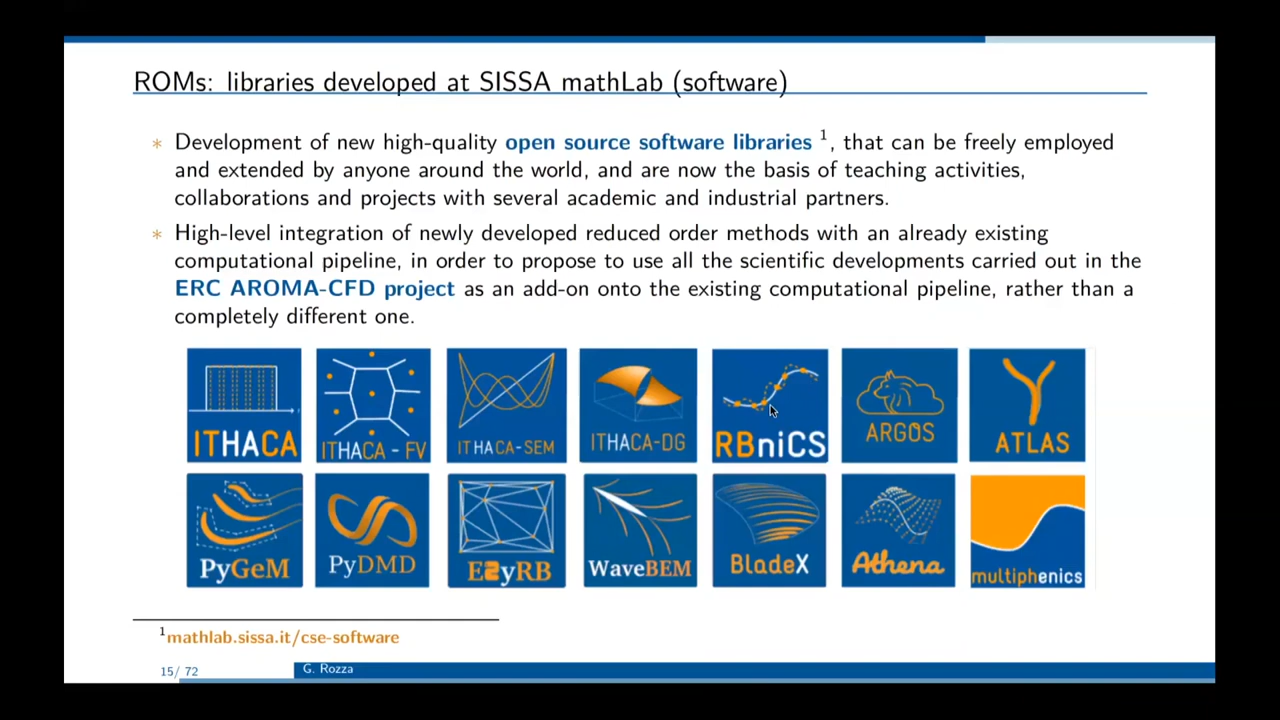 ROMs: libraries developed at SISSA mathLab (software)
* Development of new high-quality open source software libraries 1, that can be freely employed
and extended by anyone around the world, and are now the basis of teaching activities,
collaborations and projects with several academic and industrial partners.
* High-level integration of newly developed reduced order methods with an already existing
computational pipeline, in order to propose to use all the scientific developments carried out in the
ERC AROMA-CFD project as an add-on onto the existing computational pipeline, rather than a
completely different one.
ITHACA
ITHACA - FV
ITHACA-SEM
ITHACA-DG
RBniCS
ARGOS
ATLAS
PyGeM
PyDMD
EZyRB
WaveBEM
BladeX
Athena
multiphenics
1mathlab.sissa.it/cse-software
15/ 72
G. Rozza